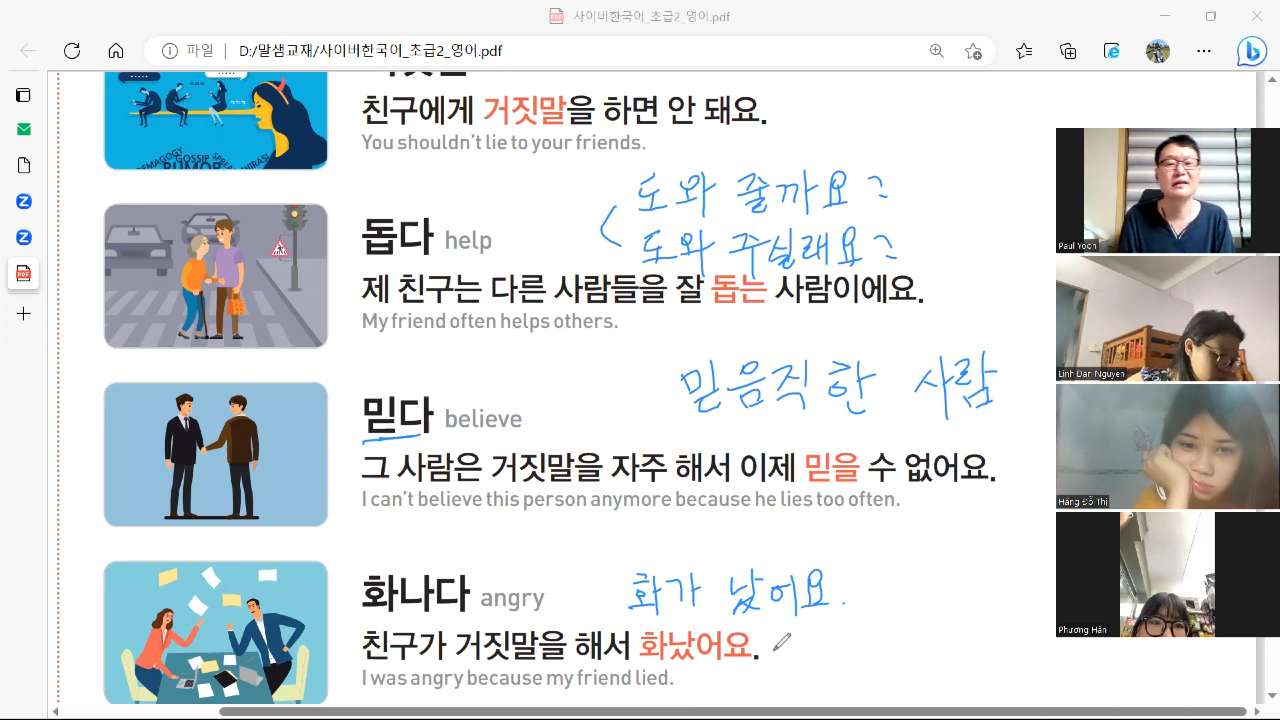 사이버한국어_초급2_영어.pdf
파일 D:/말샘교재/사이버한국어_초급2_영어.pdf
친구에게 거짓말을 하면 안 돼요.
You shouldn't lie to your friends.
GOSSIP
RUMOR
도와 줄까요?
도와 주실래요?
돕다 help
제 친구는 다른 사람들을 잘 돕는 사람이에요.
My friend often helps others.
믿음직한 사람
믿다 believe
그 사람은 거짓말을 자주 해서 이제 믿을 수 없어요.
I can't believe this person anymore because he lies too often.
화나다 angry
화가 났어요.
친구가 거짓말을 해서 화났어요.
I was angry because my friend lied.
Paul Yoon
Linh Dan Nguyen
Hằng Đỗ Thị
Phượng Hân